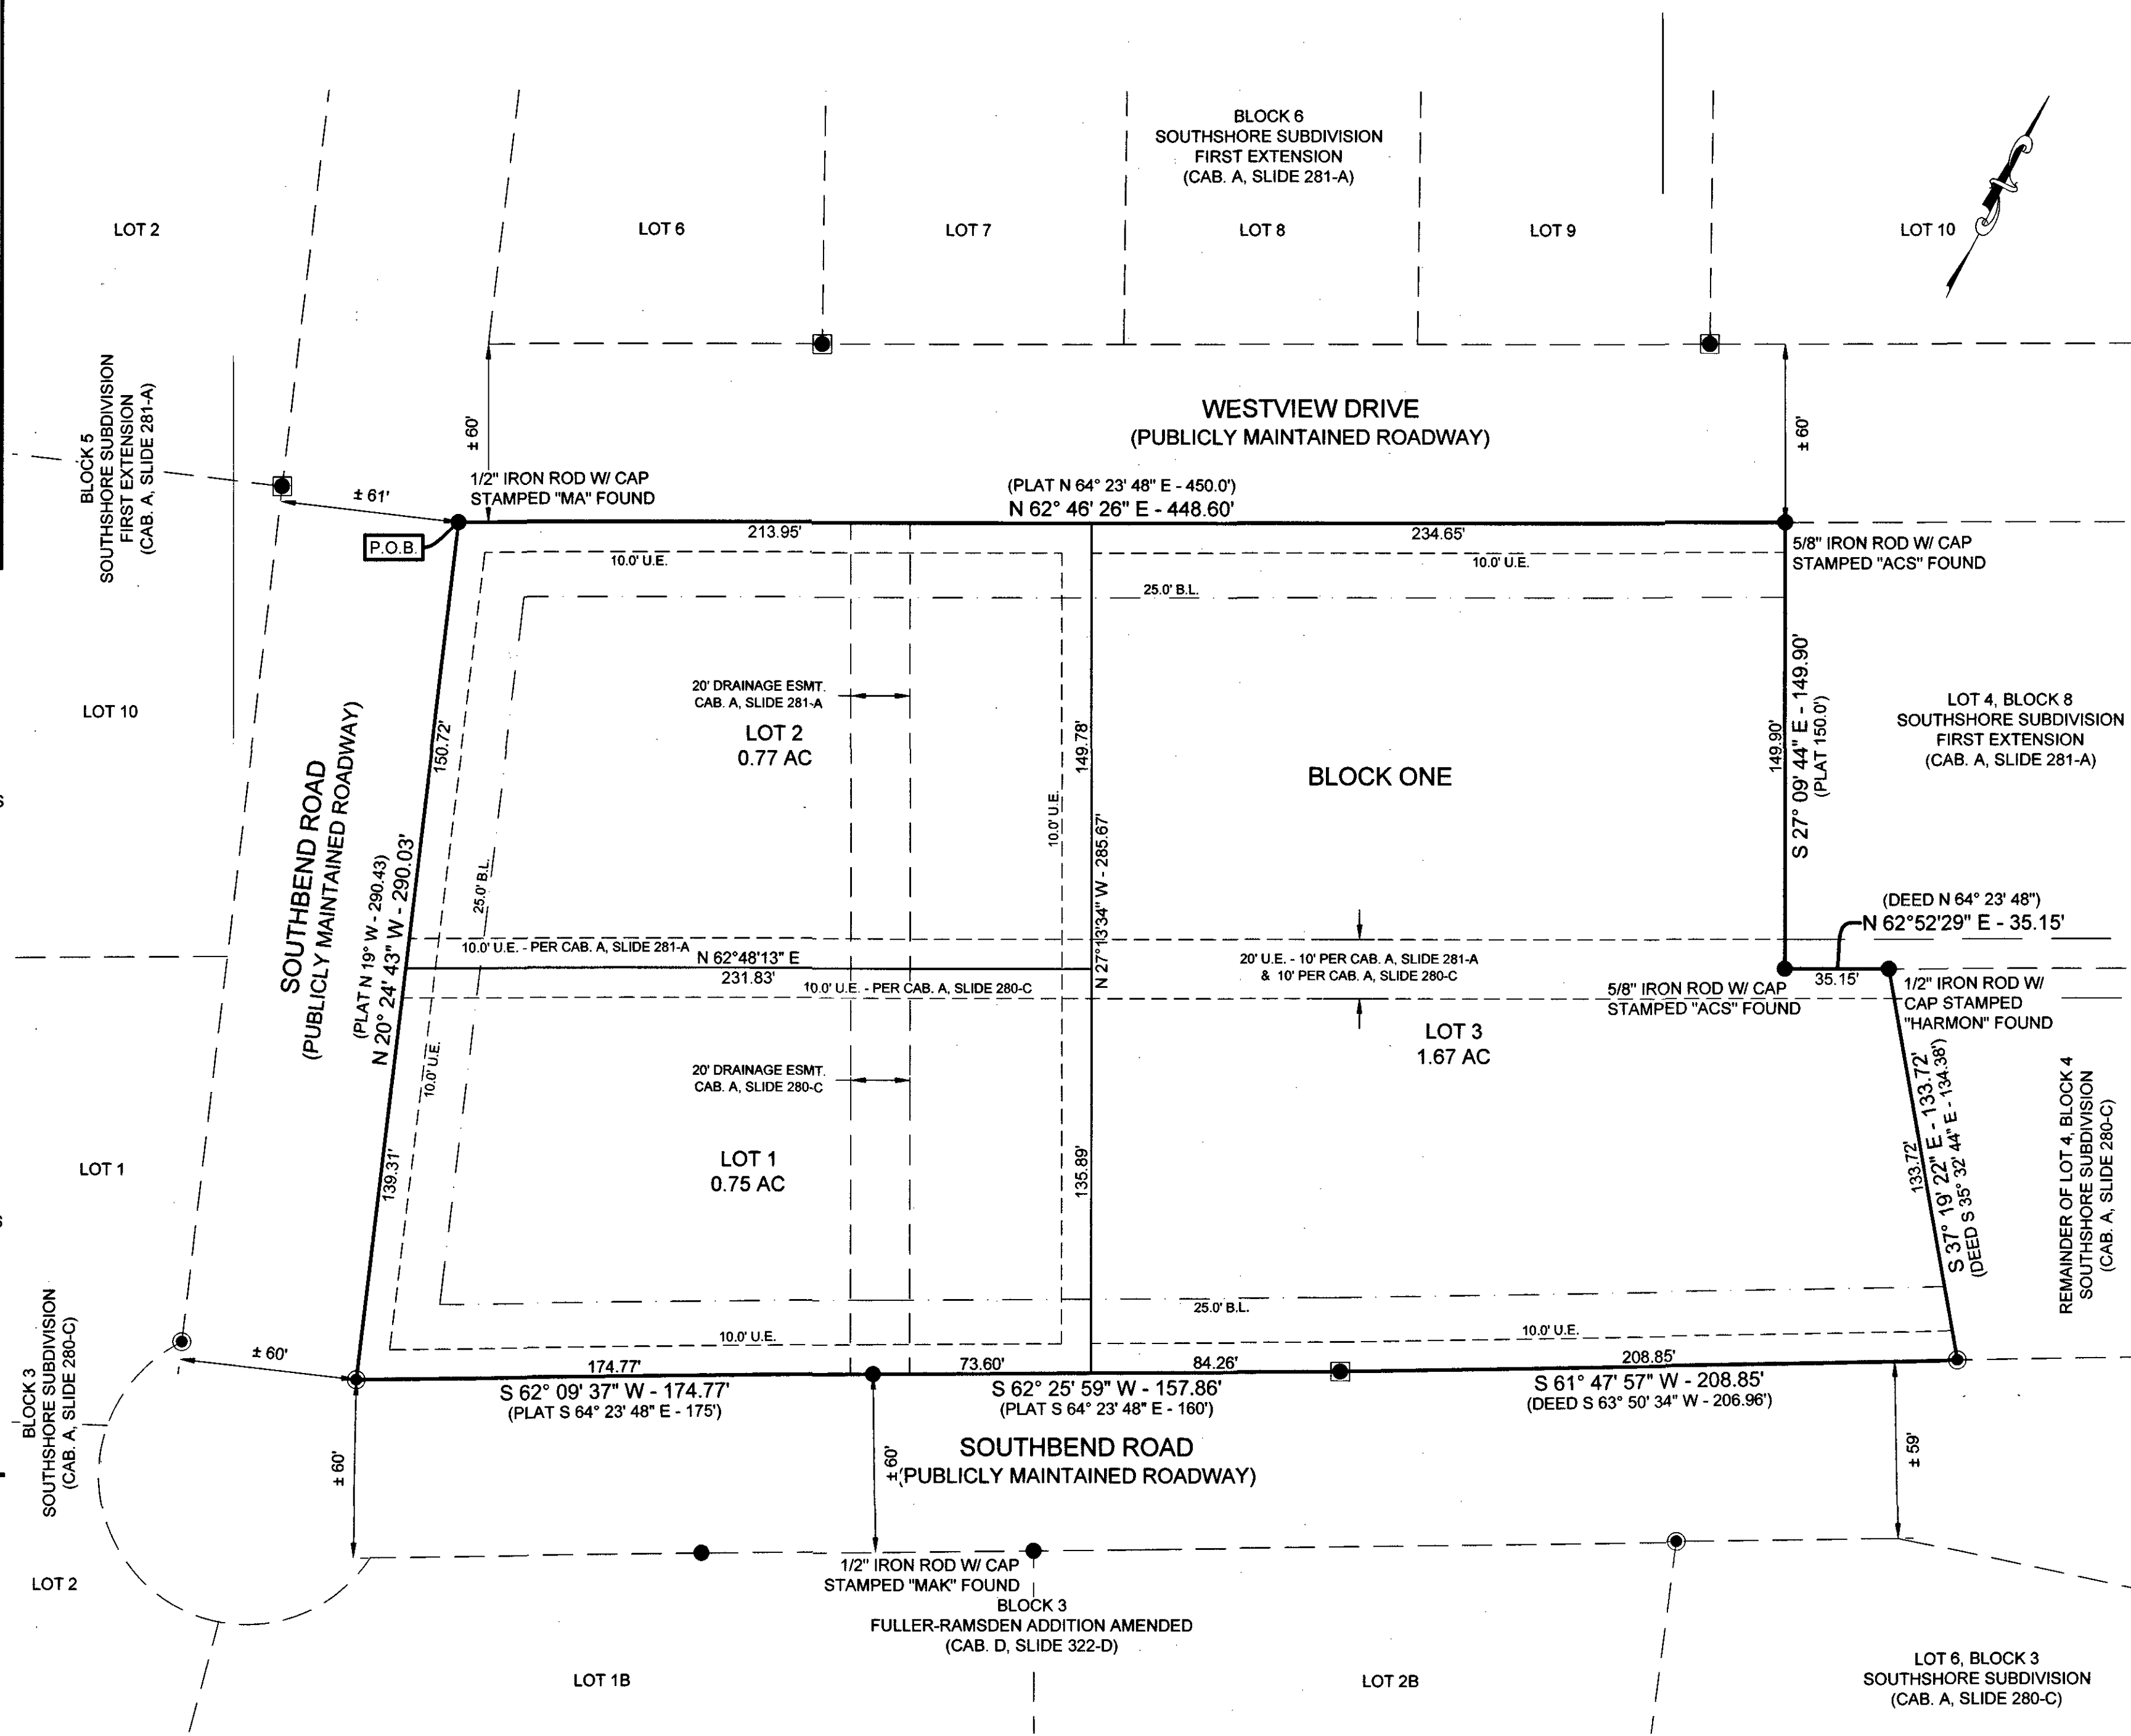 BLOCK 6
SOUTHSHORE SUBDIVISION
FIRST EXTENSION
(CAB. A, SLIDE 281-A)
LOT 2
LOT 6
LOT 7
LOT 8
LOT 9
LOT 10
BLOCK 5
SOUTHSHORE SUBDIVISION
FIRST EXTENSION
(CAB. A, SLIDE 281-A)
± 60'
WESTVIEW DRIVE
(PUBLICLY MAINTAINED ROADWAY)
± 60'
± 61'
1/2" IRON ROD W/ CAP
STAMPED "MA" FOUND
(PLAT N 64° 23' 48" E - 450.0')
N 62° 46' 26" E - 448.60'
P.O.B.
213.95'
234.65'
10.0' U.E.
10.0' U.E.
5/8" IRON ROD W/ CAP
STAMPED "ACS" FOUND
25.0' B.L.
20' DRAINAGE ESMT.
CAB. A, SLIDE 281-A
LOT 2
0.77 AC
LOT 10
SOUTHBEND ROAD
(PUBLICLY MAINTAINED ROADWAY)
150.72'
(PLAT N 19° W - 290.43)
N 20° 24' 43" W - 290.03'
25.0' B.L.
149.78'
10.0' U.E.
N 27°13'34" W - 285.67'
BLOCK ONE
149.90'
S 27° 09' 44" E - 149.90'
(PLAT 150.0')
LOT 4, BLOCK 8
SOUTHSHORE SUBDIVISION
FIRST EXTENSION
(CAB. A, SLIDE 281-A)
(DEED N 64° 23' 48")
N 62°52'29" E - 35.15'
10.0' U.E. - PER CAB. A, SLIDE 281-A
N 62°48'13" E
231.83'
10.0' U.E. - PER CAB. A, SLIDE 280-C
20' U.E. - 10' PER CAB. A, SLIDE 281-A
& 10' PER CAB. A, SLIDE 280-C
35.15'
5/8" IRON ROD W/ CAP
STAMPED "ACS" FOUND
1/2" IRON ROD W/
CAP STAMPED
"HARMON" FOUND
LOT 3
1.67 AC
10.0' U.E.
20' DRAINAGE ESMT.
CAB. A, SLIDE 280-C
LOT 1
0.75 AC
LOT 1
139.31'
135.89'
133.72'
S 37° 19' 22" E - 133.72'
(DEED S 35° 32' 44" E - 134.38')
REMAINDER OF LOT 4, BLOCK 4
SOUTHSHORE SUBDIVISION
(CAB. A, SLIDE 280-C)
25.0' B.L.
10.0' U.E.
10.0' U.E.
BLOCK 3
SOUTHSHORE SUBDIVISION
(CAB. A, SLIDE 280-C)
± 60'
174.77'
73.60'
84.26'
208.85'
S 62° 09' 37" W - 174.77'
(PLAT S 64° 23' 48" E - 175')
S 62° 25' 59" W - 157.86'
(PLAT S 64° 23' 48" E - 160')
S 61° 47' 57" W - 208.85'
(DEED S 63° 50' 34" W - 206.96')
± 60'
± 60'
SOUTHBEND ROAD
(PUBLICLY MAINTAINED ROADWAY)
± 59'
1/2" IRON ROD W/ CAP
STAMPED "MAK" FOUND
BLOCK 3
FULLER-RAMSDEN ADDITION AMENDED
(CAB. D, SLIDE 322-D)
LOT 2
LOT 1B
LOT 2B
LOT 6, BLOCK 3
SOUTHSHORE SUBDIVISION
(CAB. A, SLIDE 280-C)